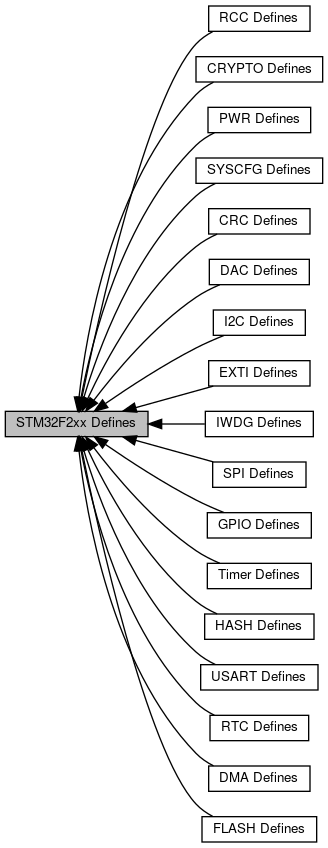 RCC Defines
CRYPTO Defines
PWR Defines
SYSCFG Defines
CRC Defines
DAC Defines
I2C Defines
EXTI Defines
STM32F2xx Defines
IWDG Defines
SPI Defines
GPIO Defines
Timer Defines
HASH Defines
USART Defines
RTC Defines
DMA Defines
FLASH Defines